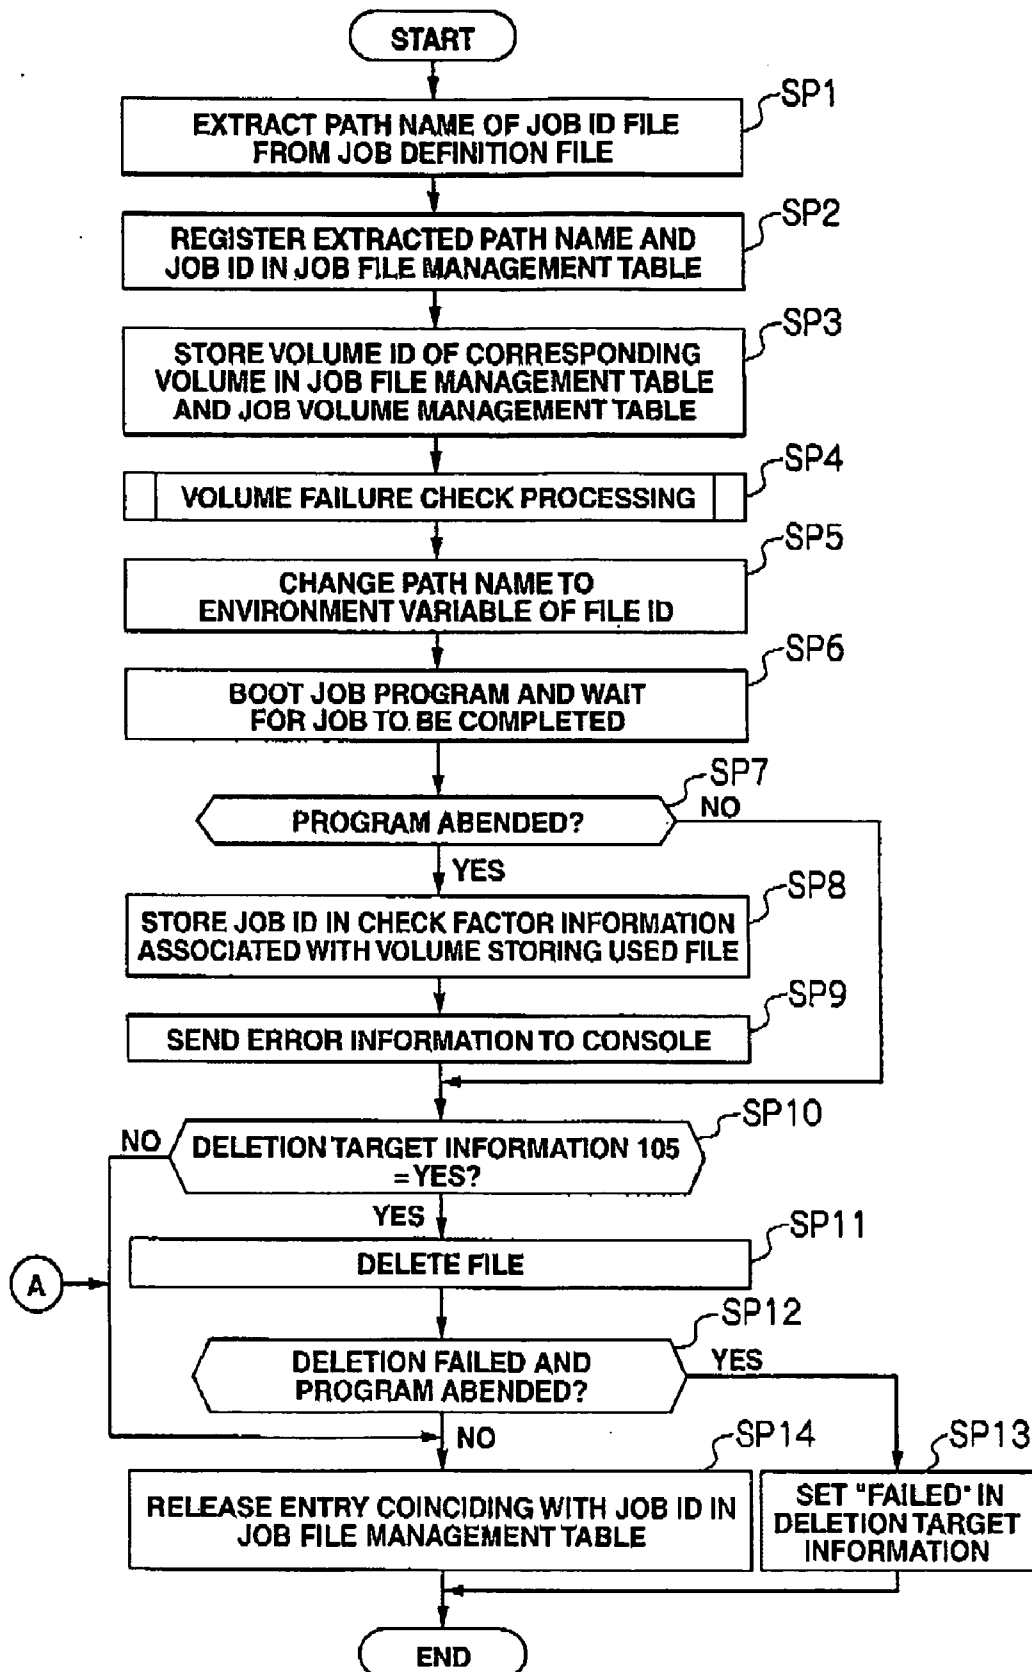 START
SP1
EXTRACT PATH NAME OF JOB ID FILE
FROM JOB DEFINITION FILE
SP2
REGISTER EXTRACTED PATH NAME AND
JOB ID IN JOB FILE MANAGEMENT TABLE
SP3
STORE VOLUME ID OF CORRESPONDING
VOLUME IN JOB FILE MANAGEMENT TABLE
AND JOB VOLUME MANAGEMENT TABLE
SP4
VOLUME FAILURE CHECK PROCESSING
SP5
CHANGE PATH NAME TO
ENVIRONMENT VARIABLE OF FILE ID
SP6
BOOT JOB PROGRAM AND WAIT
FOR JOB TO BE COMPLETED
SP7
PROGRAM ABENDED?
NO
YES
SP8
STORE JOB ID IN CHECK FACTOR INFORMATION
ASSOCIATED WITH VOLUME STORING USED FILE
SP9
SEND ERROR INFORMATION TO CONSOLE
SP10
NO
DELETION TARGET INFORMATION 105
=YES?
YES
SP11
DELETE FILE
A
SP12
DELETION FAILED AND
PROGRAM ABENDED?
YES
NO
SP14
SP13
RELEASE ENTRY COINCIDING WITH JOB ID IN
JOB FILE MANAGEMENT TABLE
SET "FAILED" IN
DELETION TARGET
INFORMATION
END